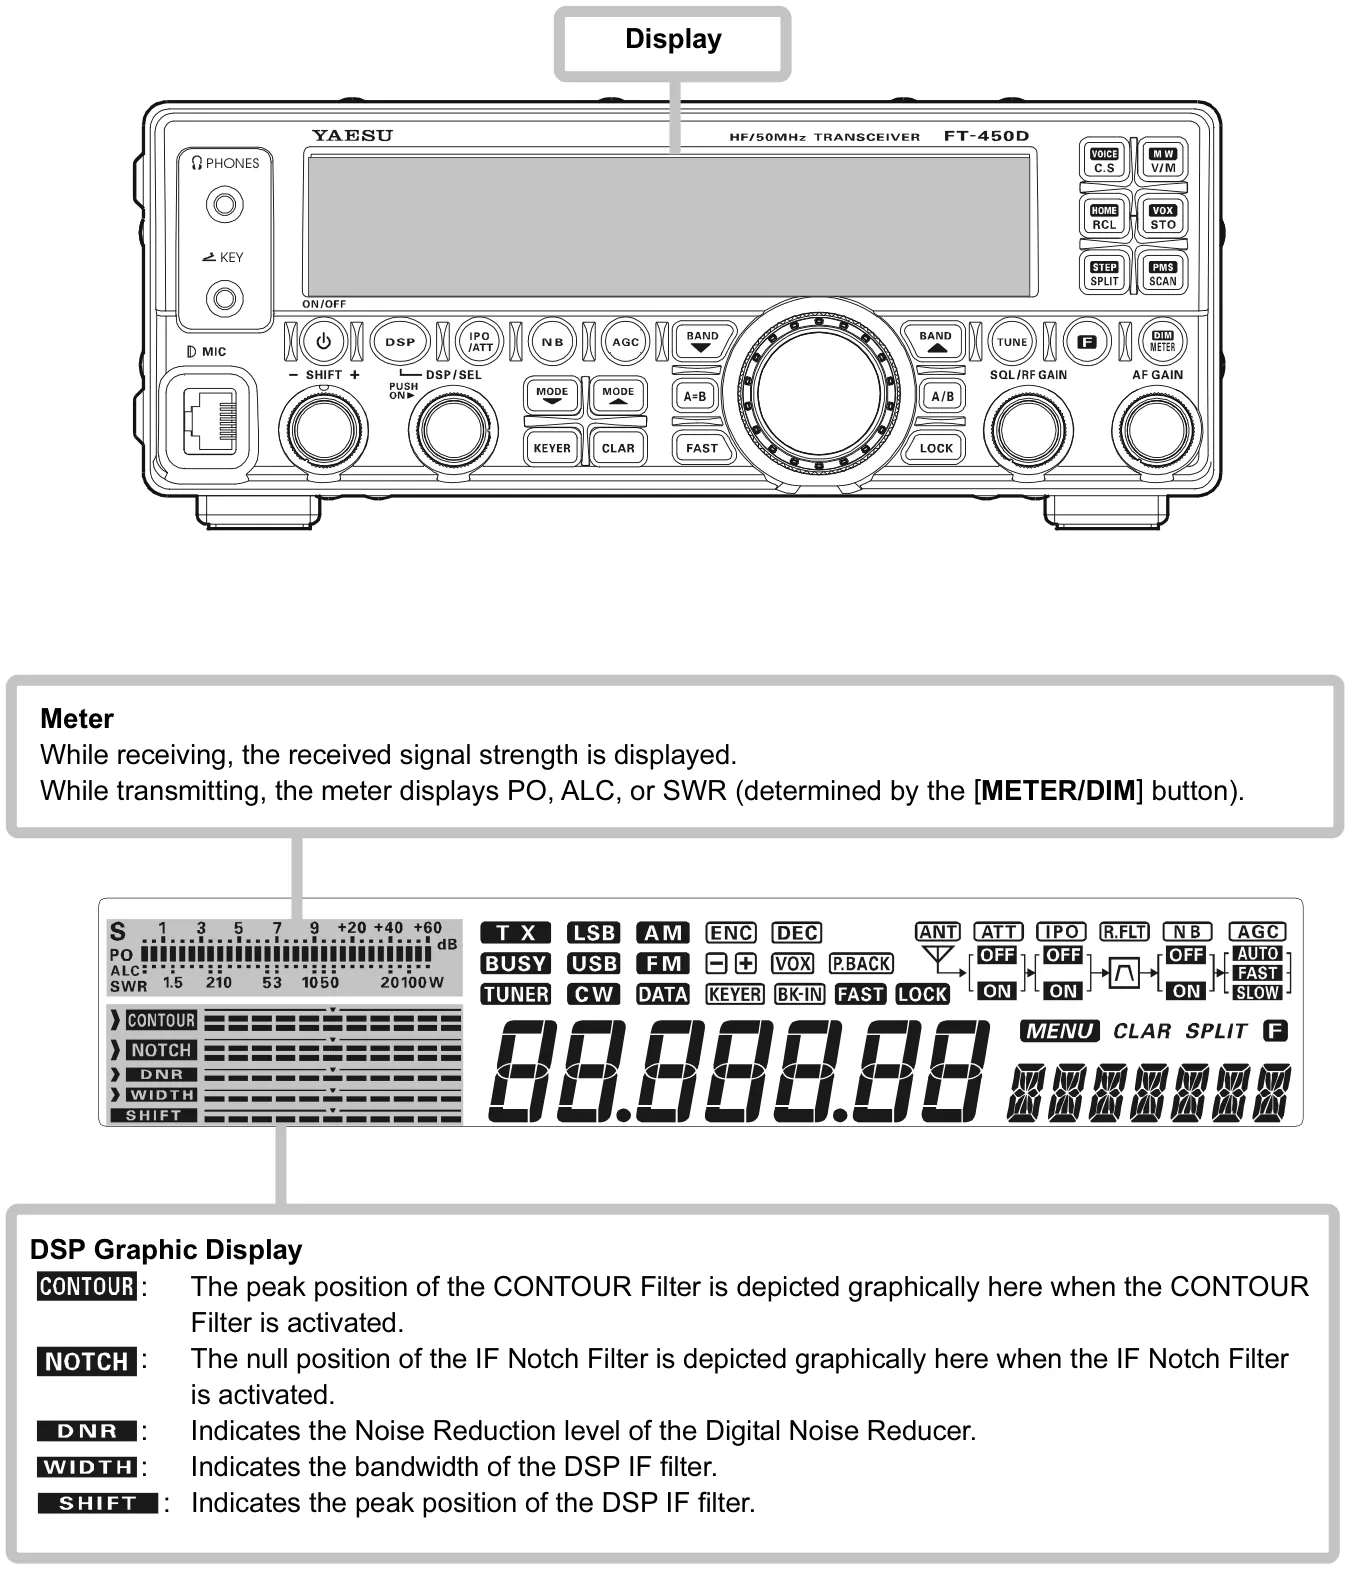 Display
YAESU
HF/50MHz TRANSCEIVER FT-450D
PHONES
KEY
MIC
ON/OFF
VOICE
C.S
M W
V/M
HOME
RCL
VOX
STO
STEP
SPLIT
PMS
SCAN
DSP
IPO
/ATT
NB
AGC
BAND
BAND
TUNE
F
DIM
METER
− SHIFT +
DSP/SEL
PUSH
ON
MODE
MODE
A=B
A/B
SQL/RF GAIN
AF GAIN
KEYER
CLAR
FAST
LOCK
Meter
While receiving, the received signal strength is displayed.
While transmitting, the meter displays PO, ALC, or SWR (determined by the [METER/DIM] button).
S 1 3 5 7 9 +20 +40 +60
PO dB
ALC
SWR 1.5 2 10 5 3 10 50 20 100 W
CONTOUR
NOTCH
DNR
WIDTH
SHIFT
TX LSB AM ENC DEC
BUSY USB FM − + VOX P.BACK
TUNER CW DATA KEYER BK-IN FAST LOCK
ANT ATT IPO R.FLT NB AGC
OFF OFF OFF AUTO
FAST
ON ON ON SLOW
MENU CLAR SPLIT F
88.888.88
DSP Graphic Display
CONTOUR: The peak position of the CONTOUR Filter is depicted graphically here when the CONTOUR
Filter is activated.
NOTCH: The null position of the IF Notch Filter is depicted graphically here when the IF Notch Filter
is activated.
DNR: Indicates the Noise Reduction level of the Digital Noise Reducer.
WIDTH: Indicates the bandwidth of the DSP IF filter.
SHIFT: Indicates the peak position of the DSP IF filter.